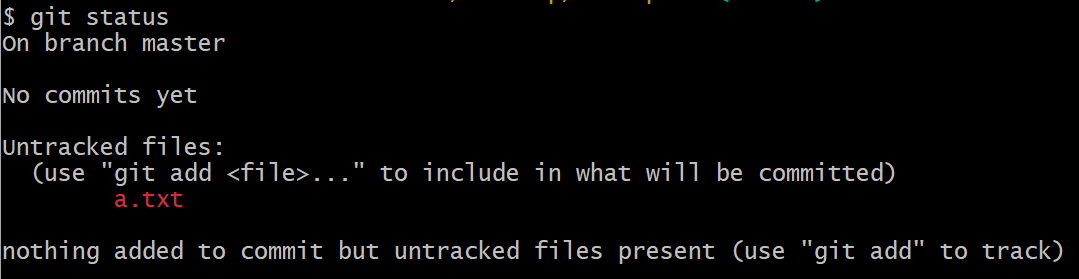 $ git status
On branch master
No commits yet
Untracked files:
(use "git add <file>..." to include in what will be committed)
a.txt
nothing added to commit but untracked files present (use "git add" to track)